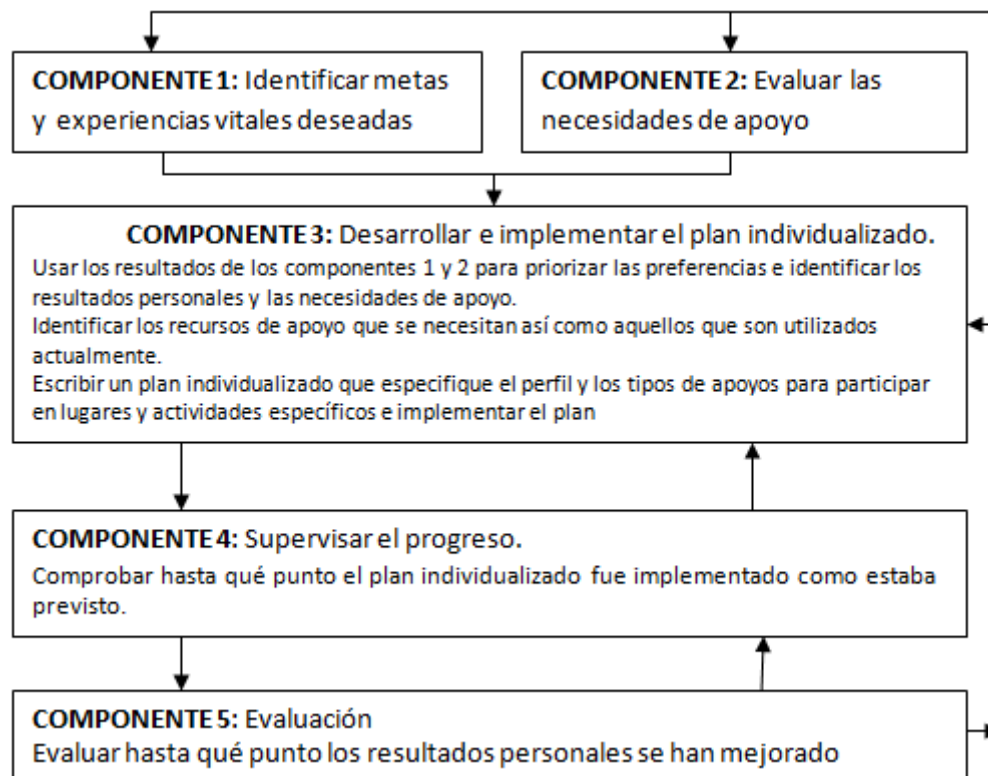 COMPONENTE 1: Identificar metas
y experiencias vitales deseadas
COMPONENTE 2: Evaluar las
necesidades de apoyo
COMPONENTE 3: Desarrollar e implementar el plan individualizado.
Usar los resultados de los componentes 1 y 2 para priorizar las preferencias e identificar los
resultados personales y las necesidades de apoyo.
Identificar los recursos de apoyo que se necesitan así como aquellos que son utilizados
actualmente.
Escribir un plan individualizado que especifique el perfil y los tipos de apoyos para participar
en lugares y actividades específicos e implementar el plan
COMPONENTE 4: Supervisar el progreso.
Comprobar hasta qué punto el plan individualizado fue implementado como estaba
previsto.
COMPONENTE 5: Evaluación
Evaluar hasta qué punto los resultados personales se han mejorado